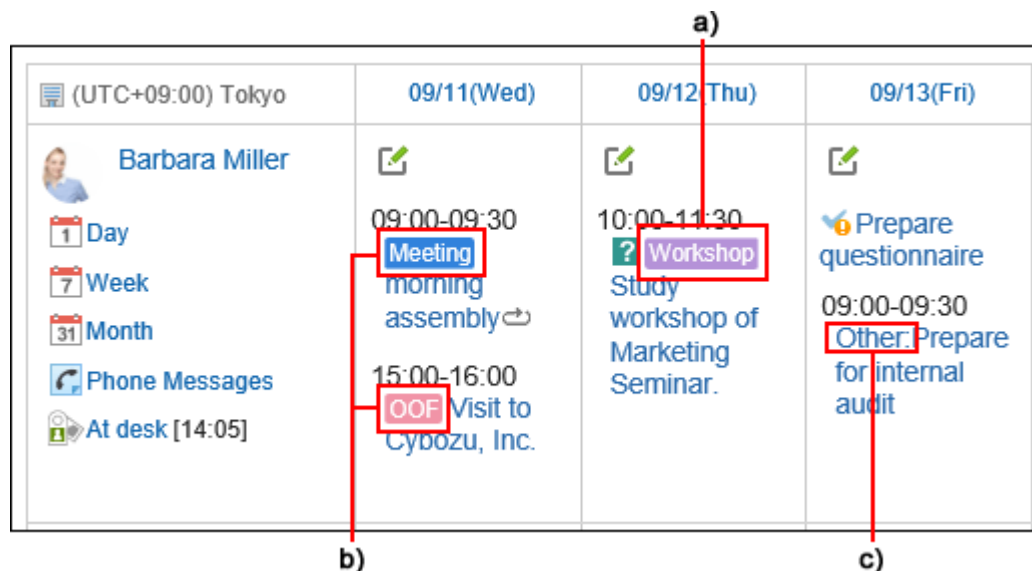 a)
(UTC+09:00) Tokyo
09/11(Wed)
09/12(Thu)
09/13(Fri)
Barbara Miller
1 Day
7 Week
31 Month
Phone Messages
At desk [14:05]
09:00-09:30
Meeting
morning
assembly
15:00-16:00
OOF Visit to
Cybozu, Inc.
10:00-11:30
? Workshop
Study
workshop of
Marketing
Seminar.
Prepare
questionnaire
09:00-09:30
Other:Prepare
for internal
audit
b)
c)